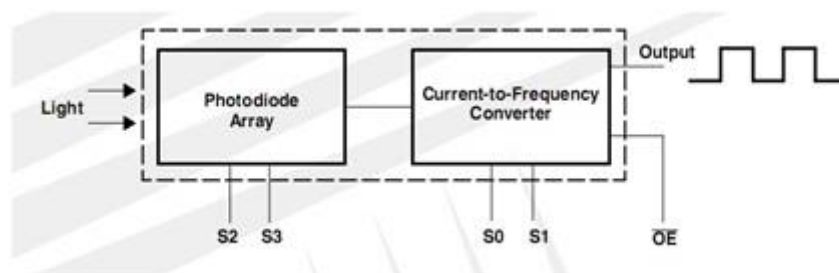 Light
Photodiode
Array
Current-to-Frequency
Converter
Output
S2
S3
S0
S1
OE